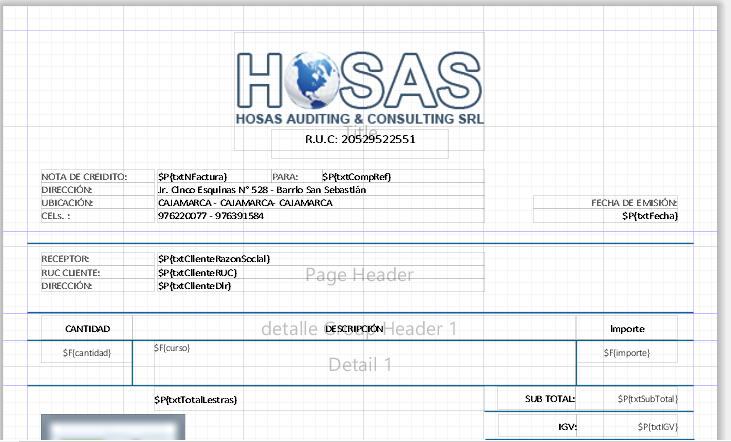 HOSAS
HOSAS AUDITING & CONSULTING SRL
Title
R.U.C: 20529522551
NOTA DE CREDITO: $P{txtNFactura} PARA: $P{txtCompRef}
DIRECCIÓN: Jr. Cinco Esquinas N° 528 - Barrio San Sebastián
UBICACIÓN: CAJAMARCA - CAJAMARCA- CAJAMARCA FECHA DE EMISIÓN:
CELs. : 976220077 - 976391584 $P{txtFecha}
RECEPTOR: $P{txtClienteRazonSocial}
RUC CLIENTE: $P{txtClienteRUC}
Page Header
DIRECCIÓN: $P{txtClienteDir}
detalle Group Header 1
CANTIDAD DESCRIPCIÓN Importe
$F{cantidad} $F{curso} $F{importe}
Detail 1
$P{txtTotalLestras} SUB TOTAL: $P{txtSubTotal}
IGV: $P{txtIGV}